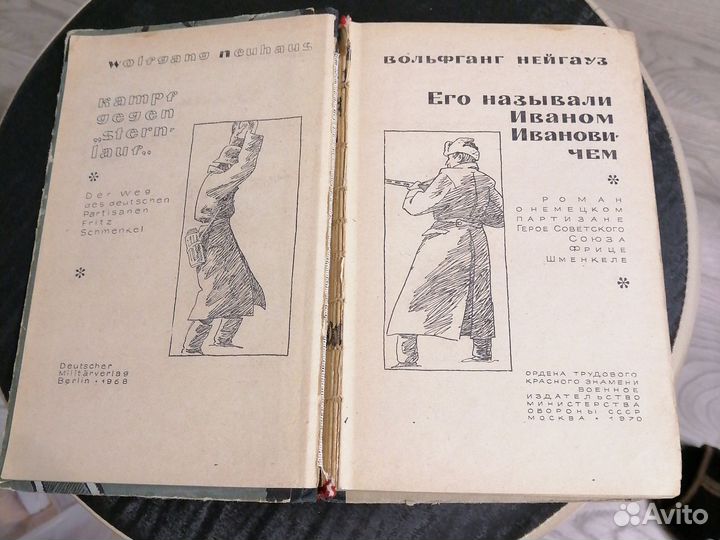 wolfgang neuhaus
kampf
gegen
„stern-
lauf„
*
Der Weg
des deutschen
Partisanen
Fritz
Schmenkel
*
Deutscher
Militärverlag
Berlin • 1968
ВОЛЬФГАНГ НЕЙГАУЗ
Его называли
Иваном
Иванови-
чем
*
РОМАН
О НЕМЕЦКОМ
ПАРТИЗАНЕ
ГЕРОЕ СОВЕТСКОГО
СОЮЗА
ФРИЦЕ
ШМЕНКЕЛЕ
*
ОРДЕНА ТРУДОВОГО
КРАСНОГО ЗНАМЕНИ
ВОЕННОЕ
ИЗДАТЕЛЬСТВО
МИНИСТЕРСТВА
ОБОРОНЫ СССР
МОСКВА • 1970
Avito